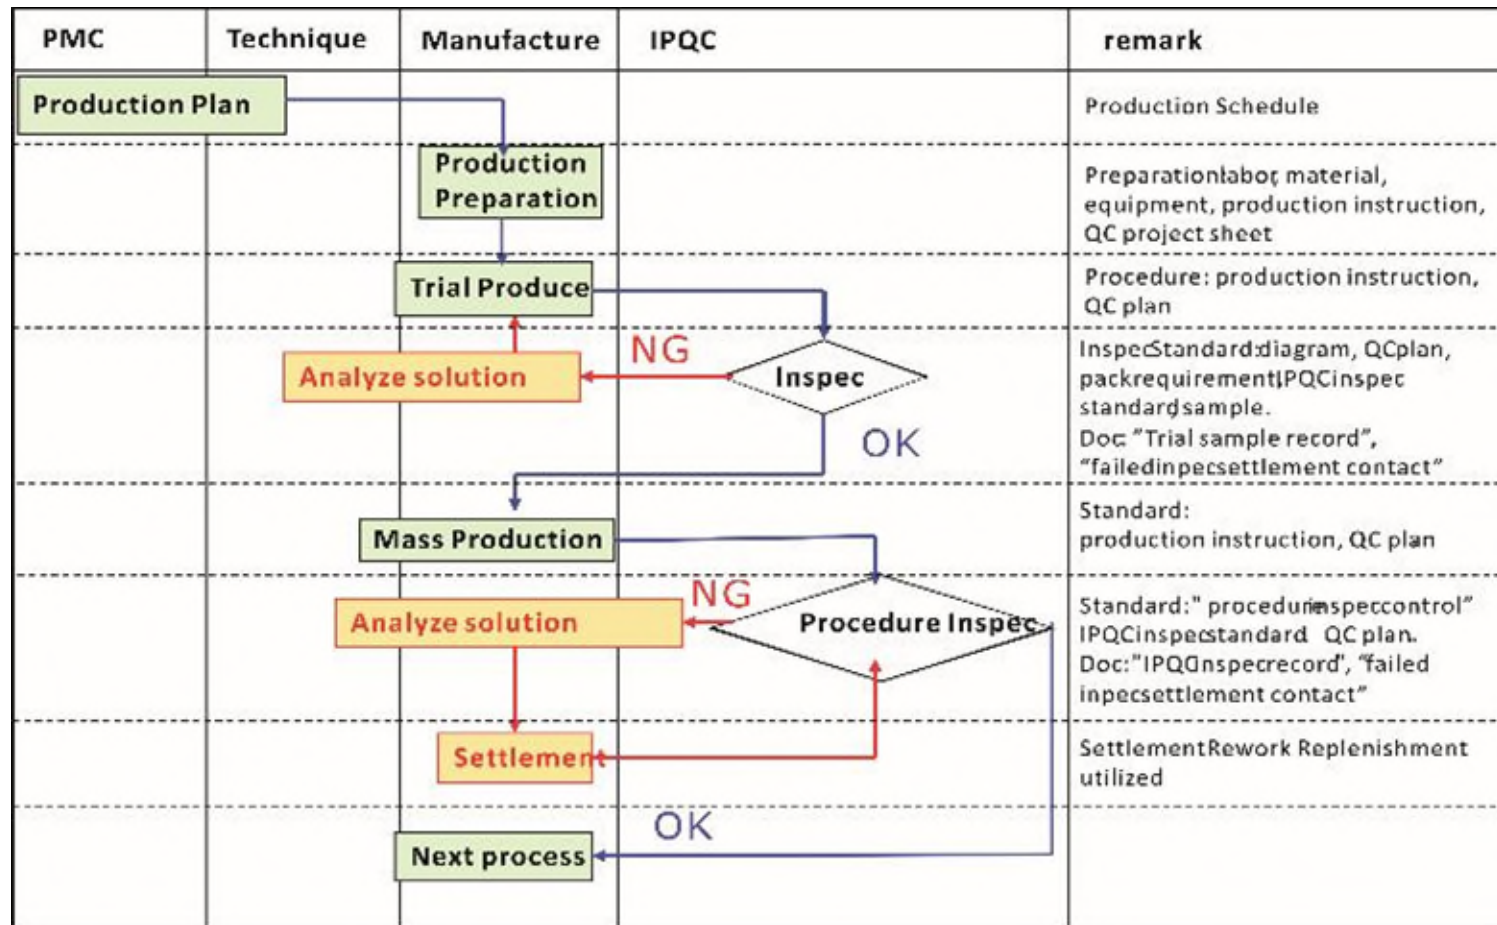 PMC
Technique
Manufacture
IPQC
remark
Production Plan
Production Schedule
Production
Preparation
Preparationlabor, material,
equipment, production instruction,
QC project sheet
Trial Produce
Procedure: production instruction,
QC plan
NG
Analyze solution
Inspec
OK
InspecStandard:diagram, QCplan,
packrequirement,IPQCinspec
standard,sample.
Doc: "Trial sample record",
"failedinpecsettlement contact"
Mass Production
Standard:
production instruction, QC plan
NG
Analyze solution
Procedure Inspec
Standard:" procedureinspeccontrol"
IPQCinspecstandard. QC plan.
Doc:"IPQCinspecrecord", "failed
inpecsettlement contact"
Settlement
SettlementRework Replenishment
utilized
OK
Next process